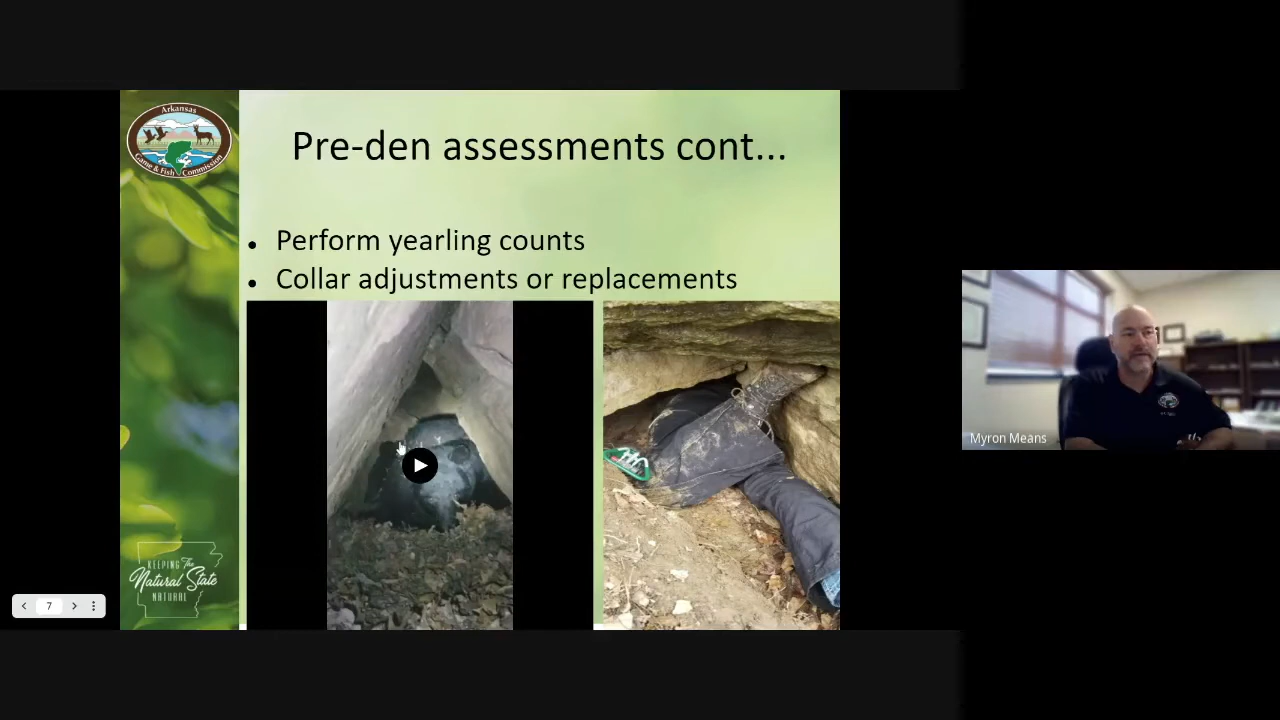 Arkansas
Game & Fish Commission
Pre-den assessments cont...
• Perform yearling counts
• Collar adjustments or replacements
KEEPING The
Natural State
NATURAL
7
Myron Means